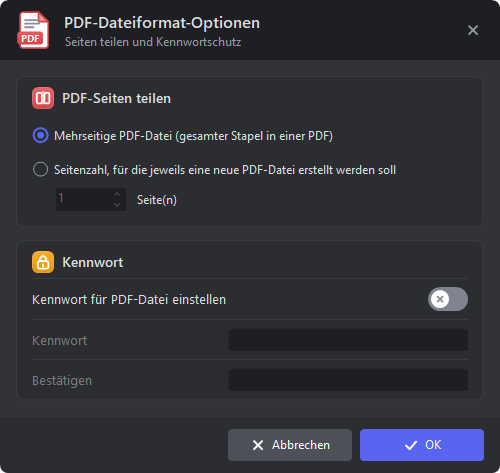 PDF
PDF-Dateiformat-Optionen
Seiten teilen und Kennwortschutz
PDF-Seiten teilen
Mehrseitige PDF-Datei (gesamter Stapel in einer PDF)
Seitenzahl, für die jeweils eine neue PDF-Datei erstellt werden soll
1 Seite(n)
Kennwort
Kennwort für PDF-Datei einstellen
Kennwort
Bestätigen
Abbrechen OK